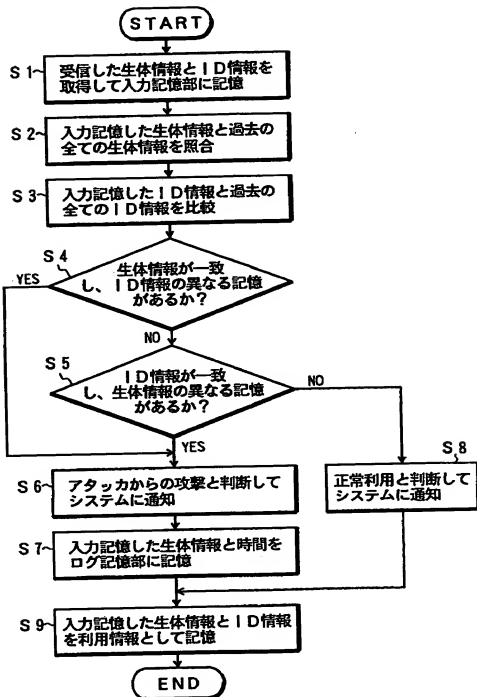 START
S1
受信した生体情報とID情報を
取得して入力記憶部に記憶
S2
入力記憶した生体情報と過去の
全ての生体情報を照合
S3
入力記憶したID情報と過去の
全てのID情報を比較
S4
YES
生体情報が一致
し、ID情報の異なる記憶
があるか？
NO
S5
ID情報が一致
し、生体情報の異なる記憶
があるか？
NO
YES
S6
アタッカからの攻撃と判断して
システムに通知
S8
正常利用と判断して
システムに通知
S7
入力記憶した生体情報と時間を
ログ記憶部に記憶
S9
入力記憶した生体情報とID情報
を利用情報として記憶
END